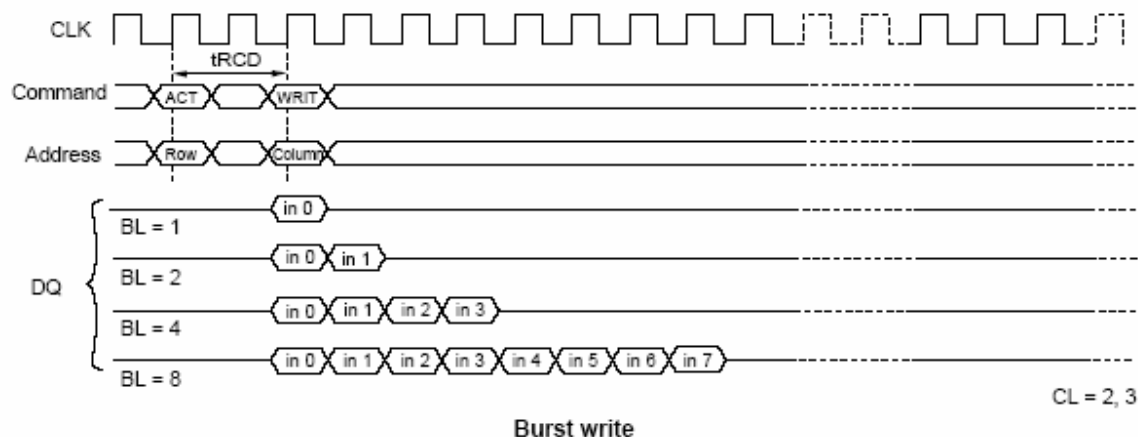 CLK
tRCD
Command ACT WRIT
Address Row Column
in 0
BL = 1
in 0 in 1
BL = 2
DQ
in 0 in 1 in 2 in 3
BL = 4
in 0 in 1 in 2 in 3 in 4 in 5 in 6 in 7
BL = 8
CL = 2, 3
Burst write